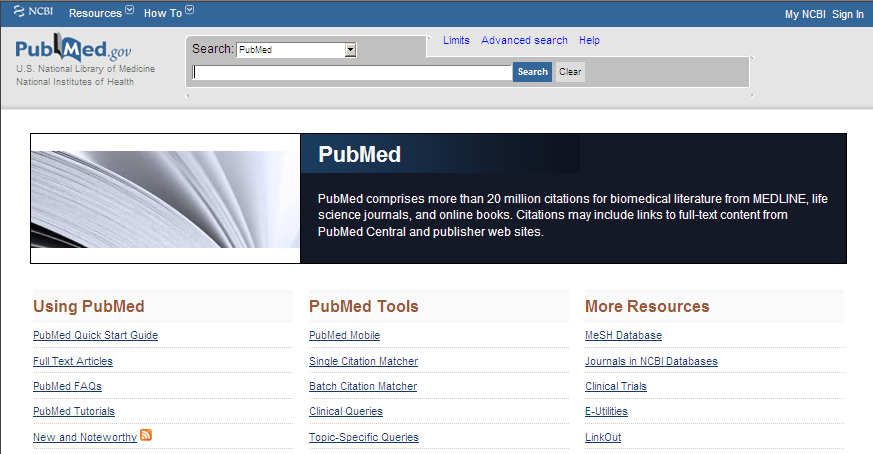 NCBI Resources How To My NCBI Sign In
PubMed.gov
U.S. National Library of Medicine
National Institutes of Health
Search: PubMed
Limits Advanced search Help
Search Clear
PubMed
PubMed comprises more than 20 million citations for biomedical literature from MEDLINE, life
science journals, and online books. Citations may include links to full-text content from
PubMed Central and publisher web sites.
Using PubMed
PubMed Quick Start Guide
Full Text Articles
PubMed FAQs
PubMed Tutorials
New and Noteworthy
PubMed Tools
PubMed Mobile
Single Citation Matcher
Batch Citation Matcher
Clinical Queries
Topic-Specific Queries
More Resources
MeSH Database
Journals in NCBI Databases
Clinical Trials
E-Utilities
LinkOut